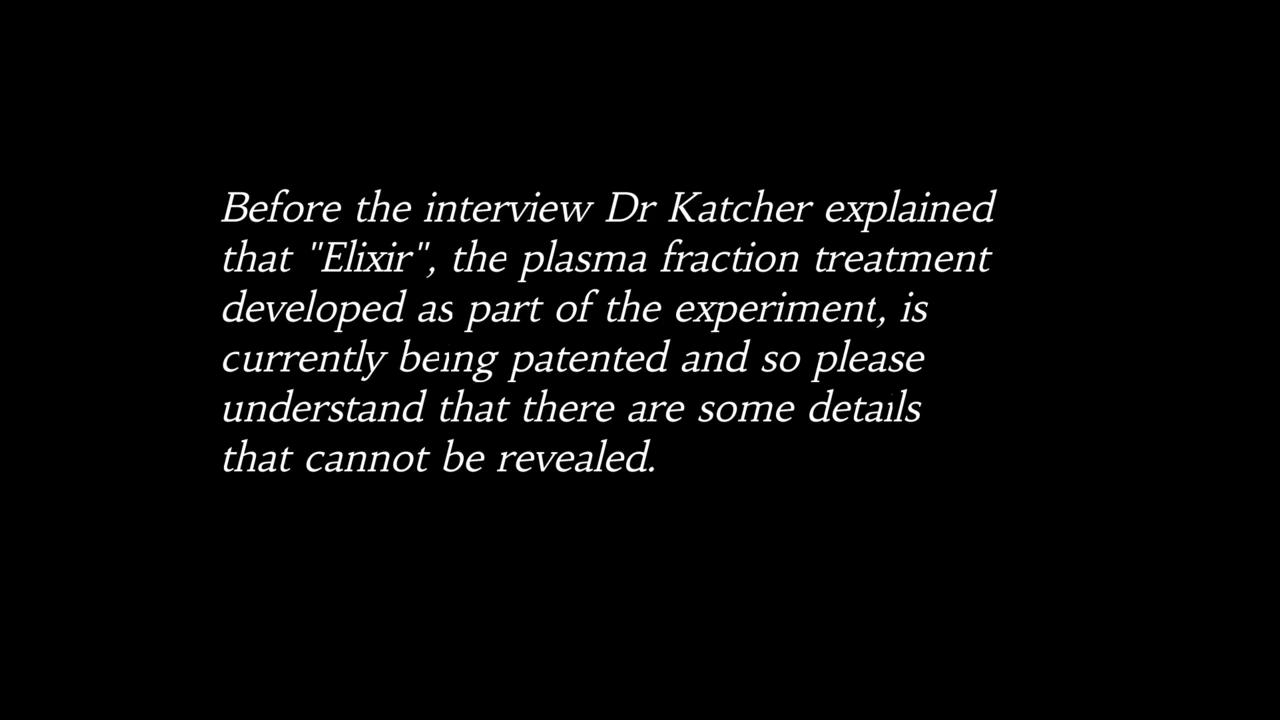 Before the interview Dr Katcher explained
that "Elixir", the plasma fraction treatment
developed as part of the experiment, is
currently being patented and so please
understand that there are some details
that cannot be revealed.